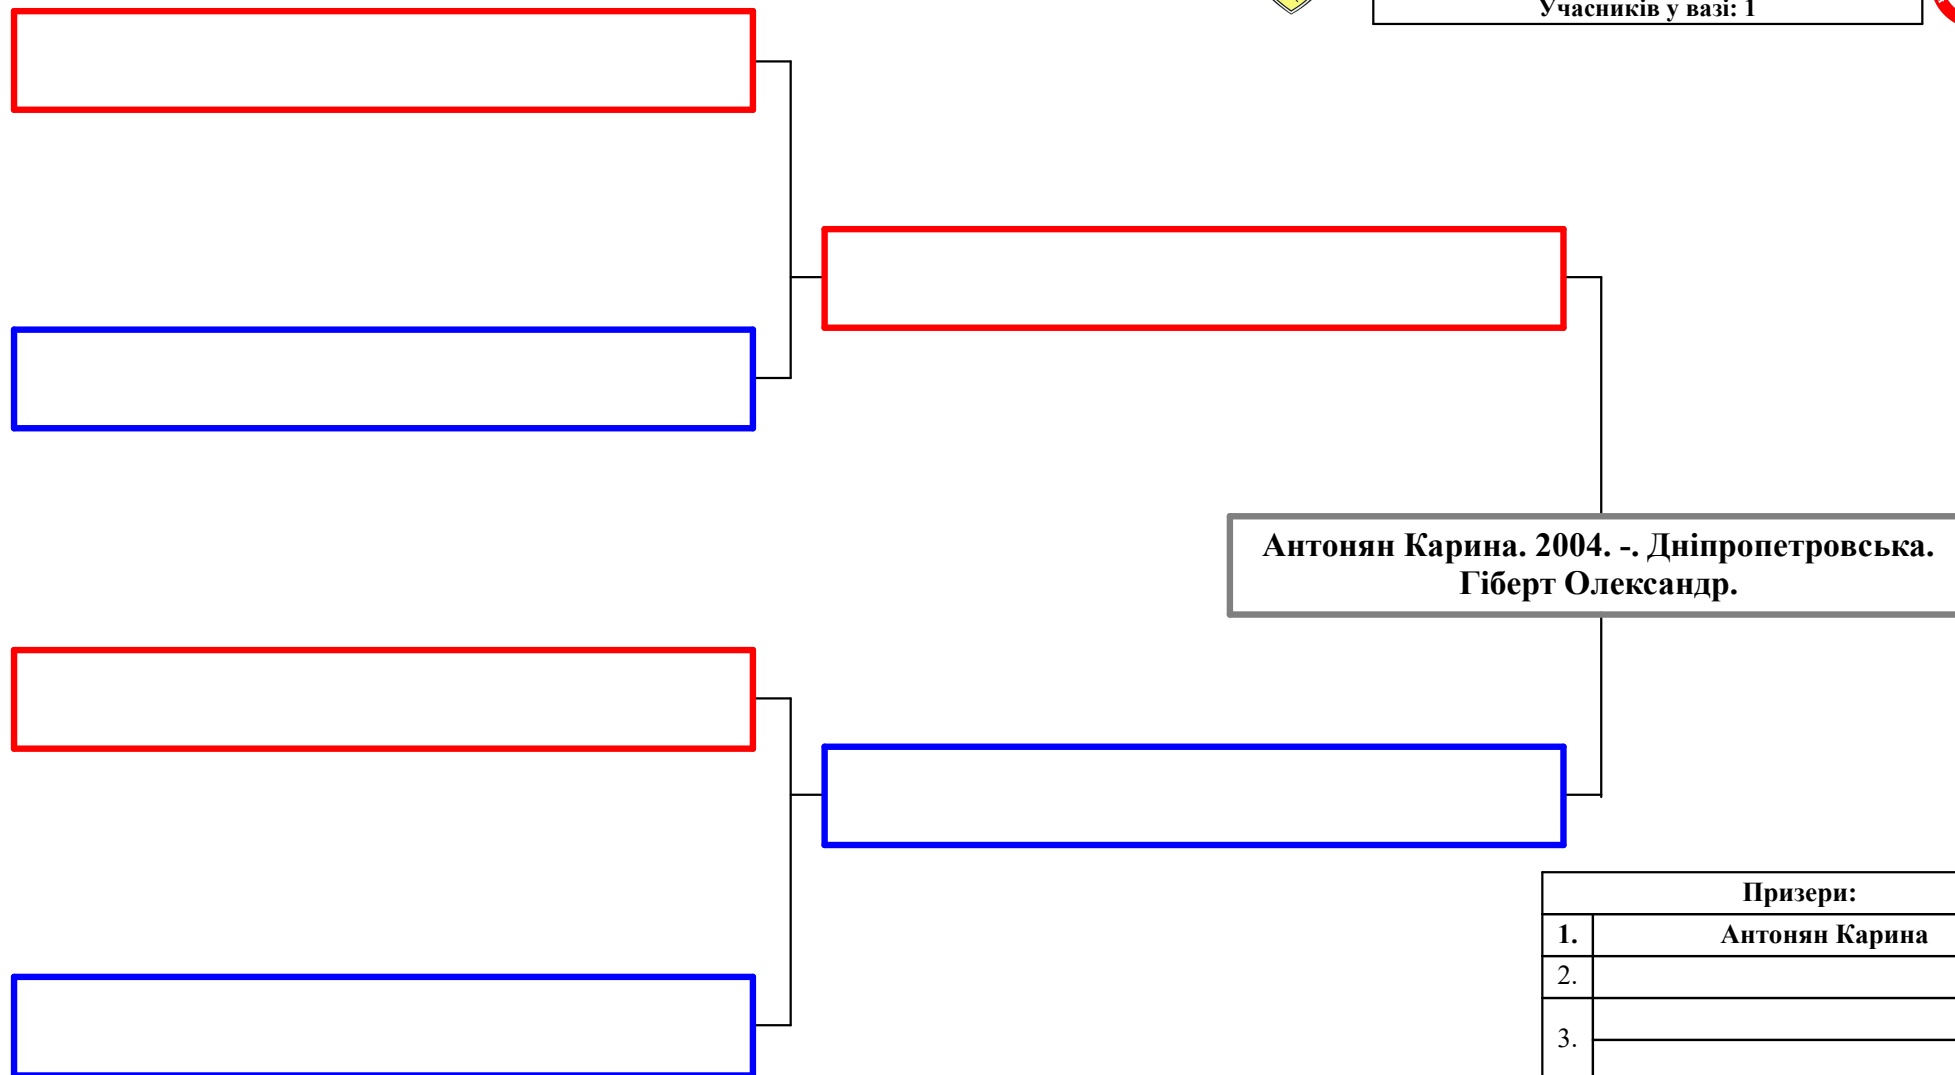 Учасників у вазі: 1
Антонян Карина. 2004. -. Дніпропетровська.
Гіберт Олександр.
Призери:
1. Антонян Карина
2.
3.